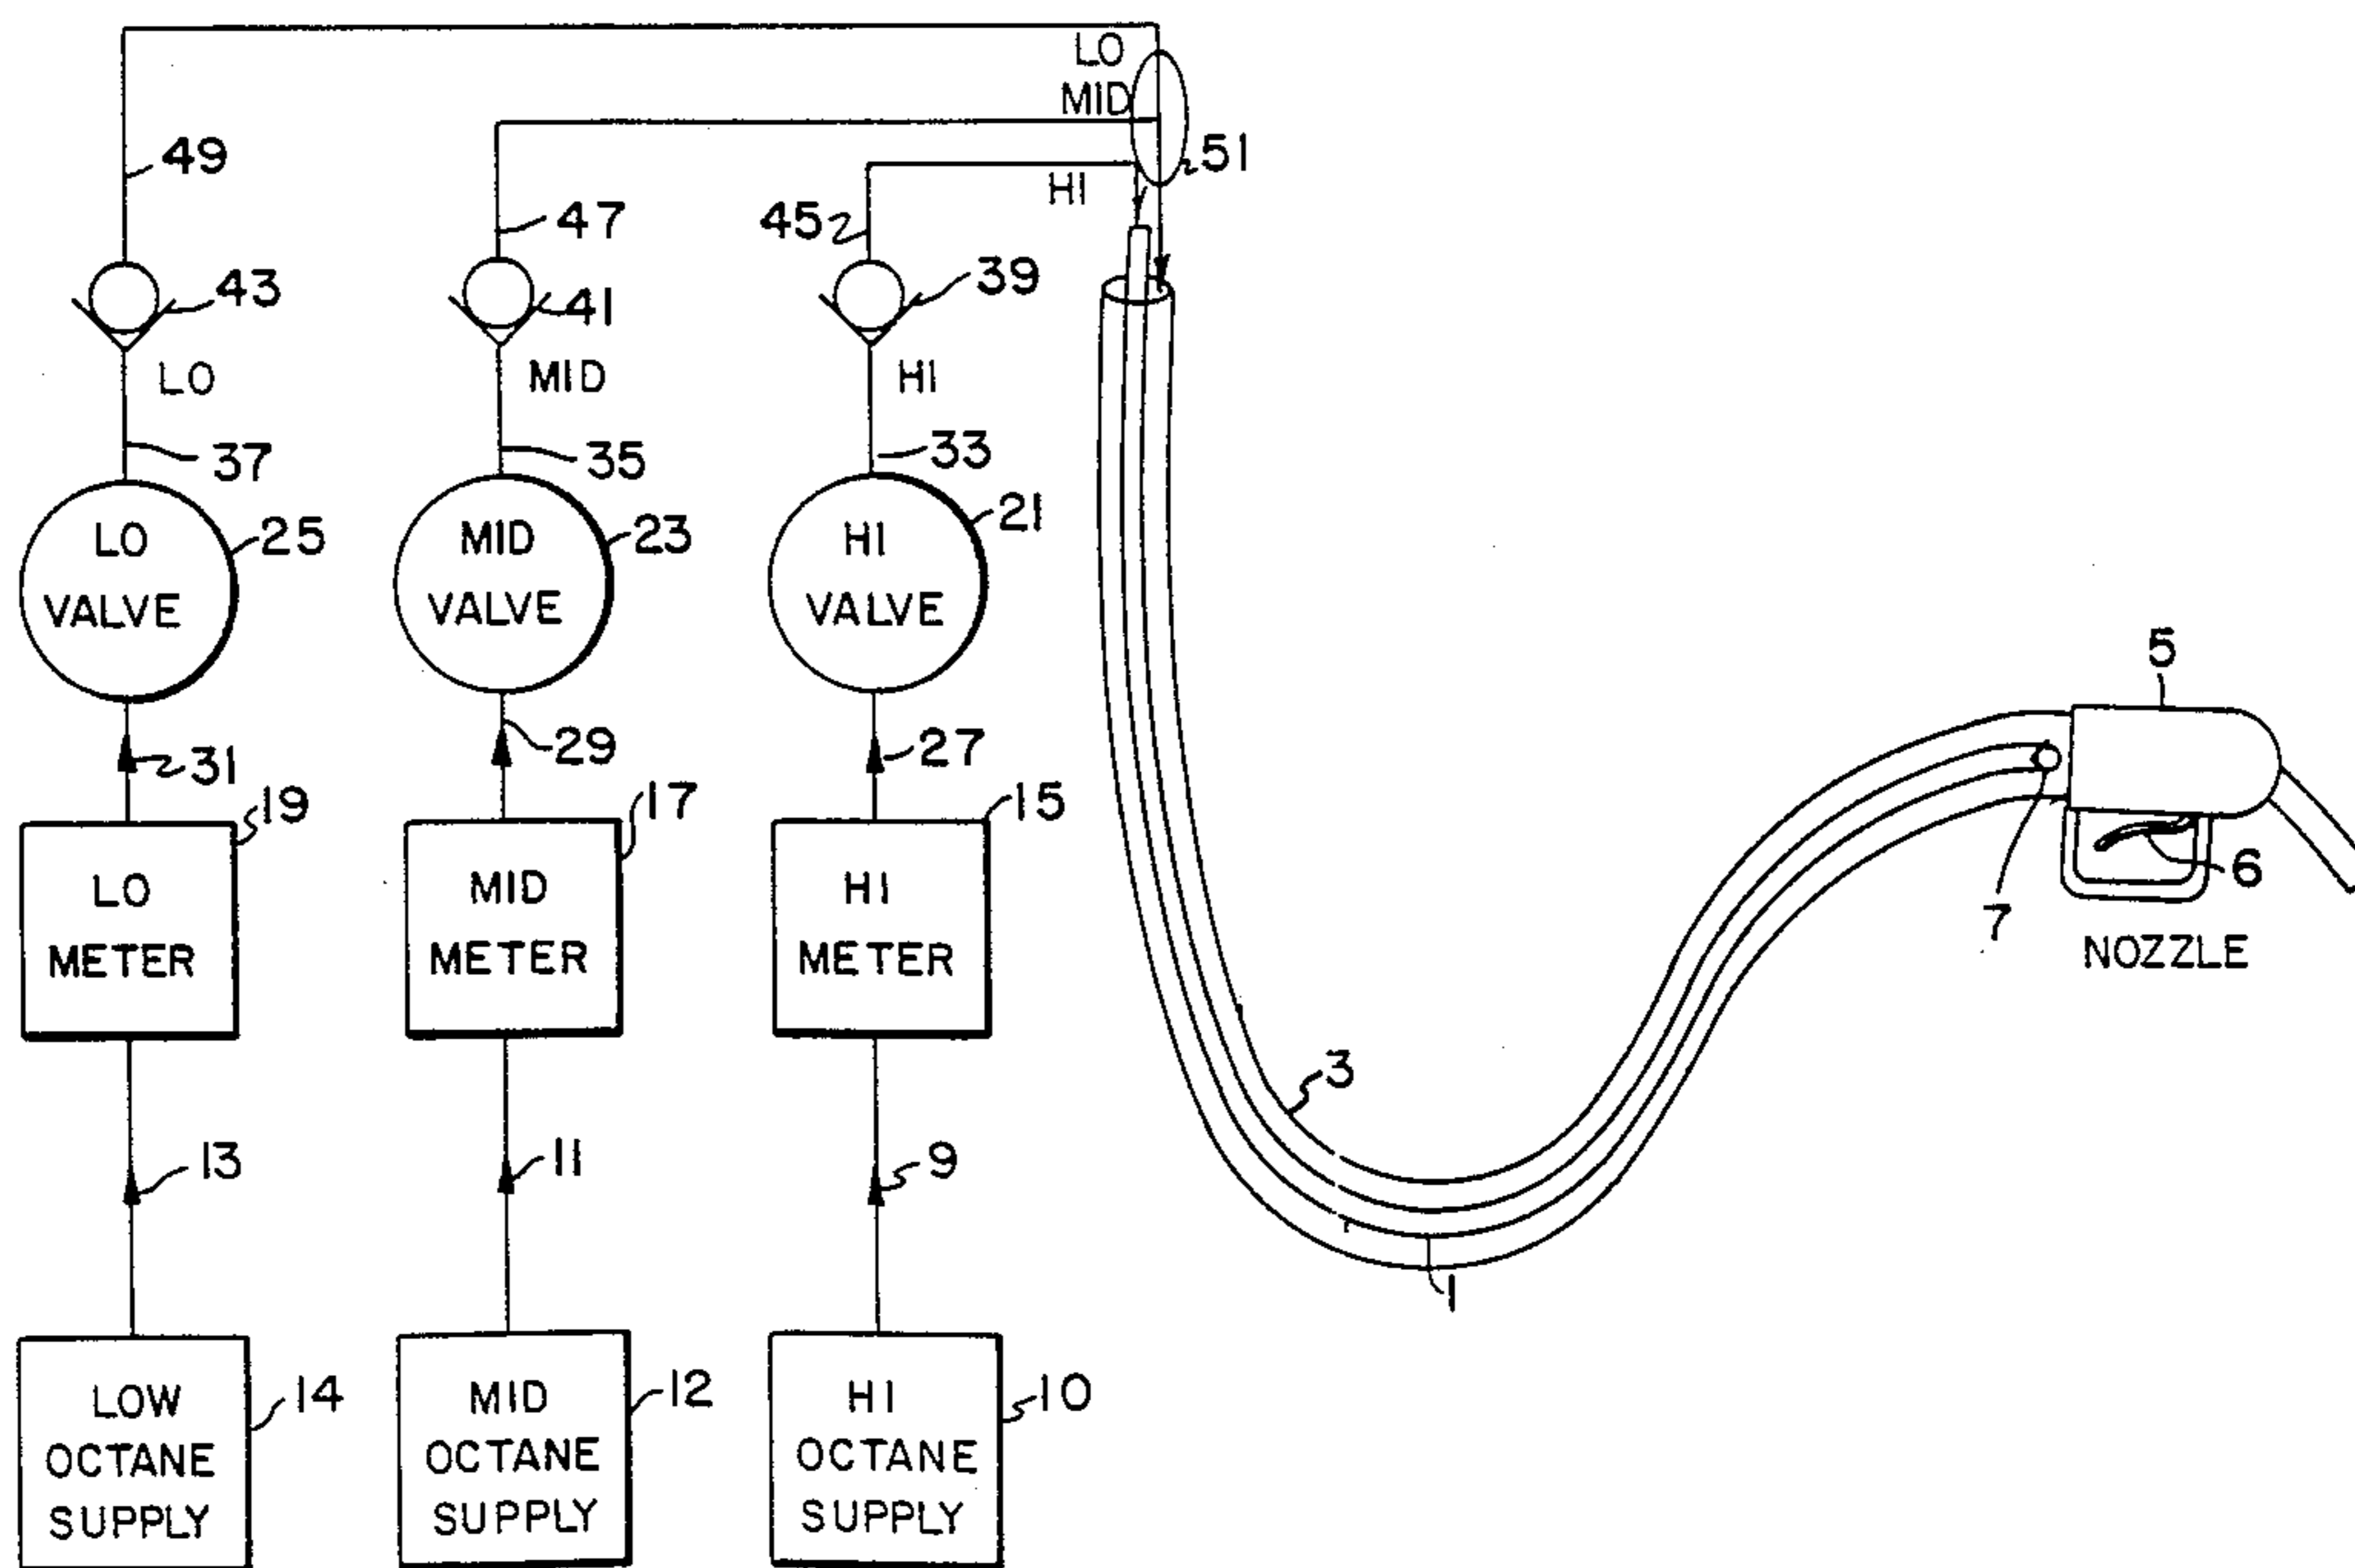 LO
MID
51
HI
49
47
45
43
41
39
LO
MID
HI
37
35
33
LO
VALVE
25
MID
VALVE
23
HI
VALVE
21
5
31
29
27
19
17
15
LO
METER
MID
METER
HI
METER
6
7
NOZZLE
3
13
11
9
1
LOW
OCTANE
SUPPLY
14
MID
OCTANE
SUPPLY
12
HI
OCTANE
SUPPLY
10